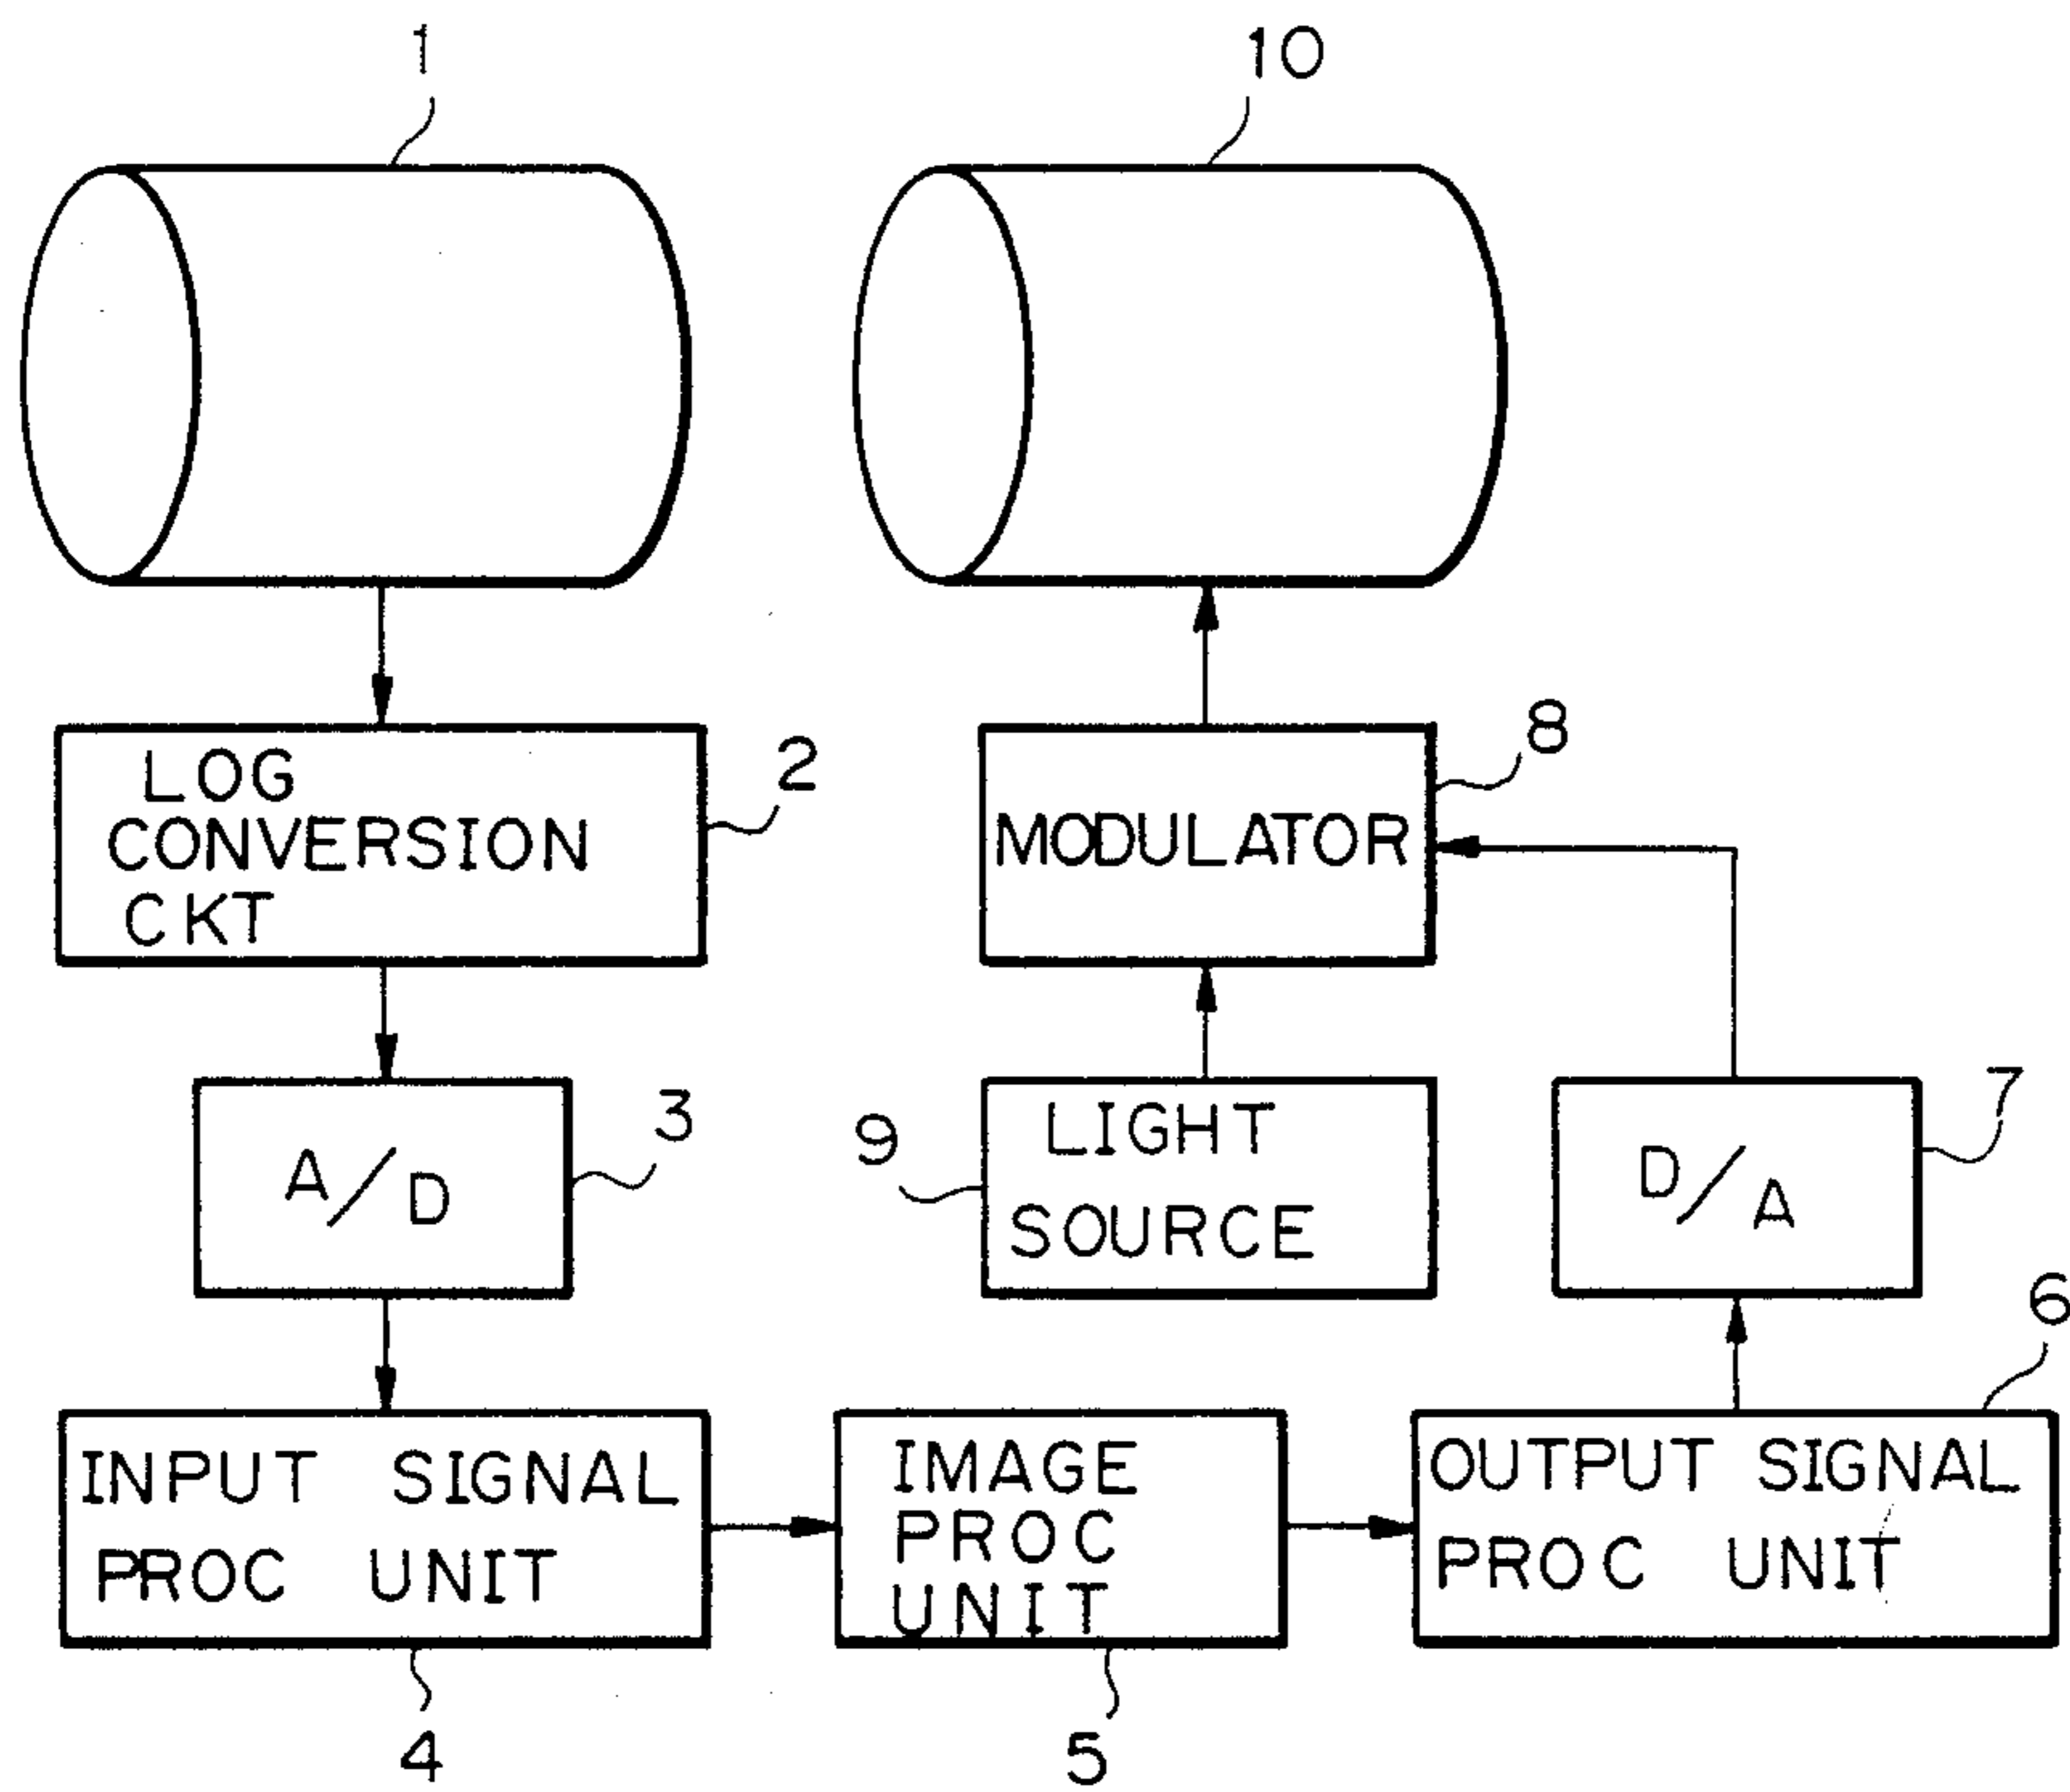 1
10
LOG
CONVERSION
CKT
2
MODULATOR
8
A/D
3
9
LIGHT
SOURCE
D/A
7
6
INPUT SIGNAL
PROC UNIT
IMAGE
PROC
UNIT
OUTPUT SIGNAL
PROC UNIT
4
5